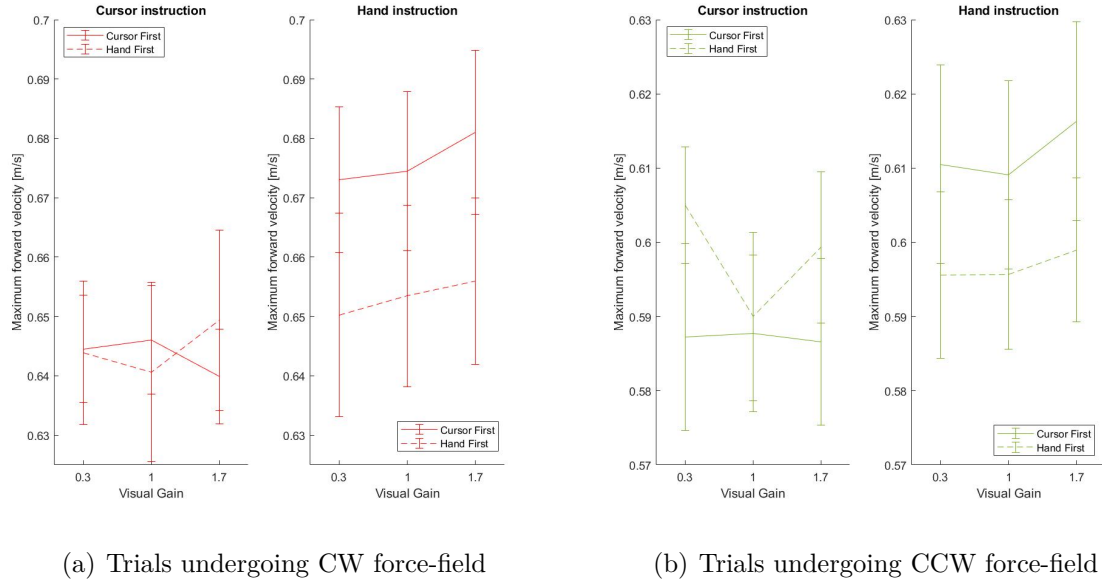 Cursor instruction
0.7
0.69
0.68
0.67
0.66
0.65
0.64
0.63
Maximum forward velocity [m/s]
Cursor First
Hand First
0.3 1 1.7
Visual Gain
Hand instruction
0.7
0.69
0.68
0.67
0.66
0.65
0.64
0.63
Maximum forward velocity [m/s]
Cursor First
Hand First
0.3 1 1.7
Visual Gain
(a) Trials undergoing CW force-field
Cursor instruction
0.63
0.62
0.61
0.6
0.59
0.58
0.57
Maximum forward velocity [m/s]
Cursor First
Hand First
0.3 1 1.7
Visual Gain
Hand instruction
0.63
0.62
0.61
0.6
0.59
0.58
0.57
Maximum forward velocity [m/s]
Cursor First
Hand First
0.3 1 1.7
Visual Gain
(b) Trials undergoing CCW force-field